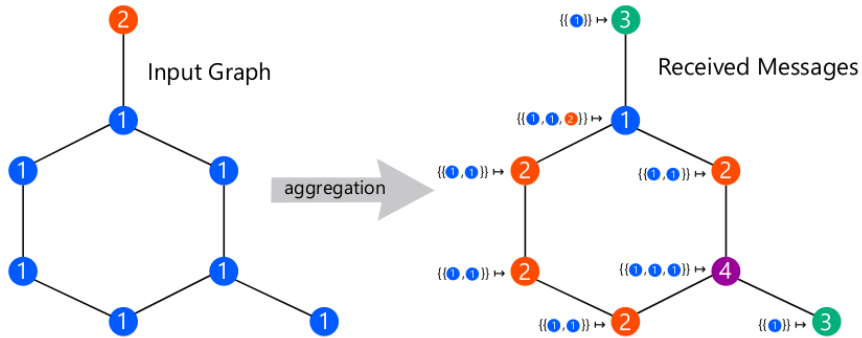 2
{{1}} ↦ 3
Input Graph
Received Messages
1
{{1,1,2}} ↦ 1
1
1
{{1,1}} ↦ 2
{{1,1}} ↦ 2
aggregation
1
1
{{1,1}} ↦ 2
{{1,1,1}} ↦ 4
1
1
{{1,1}} ↦ 2
{{1}} ↦ 3